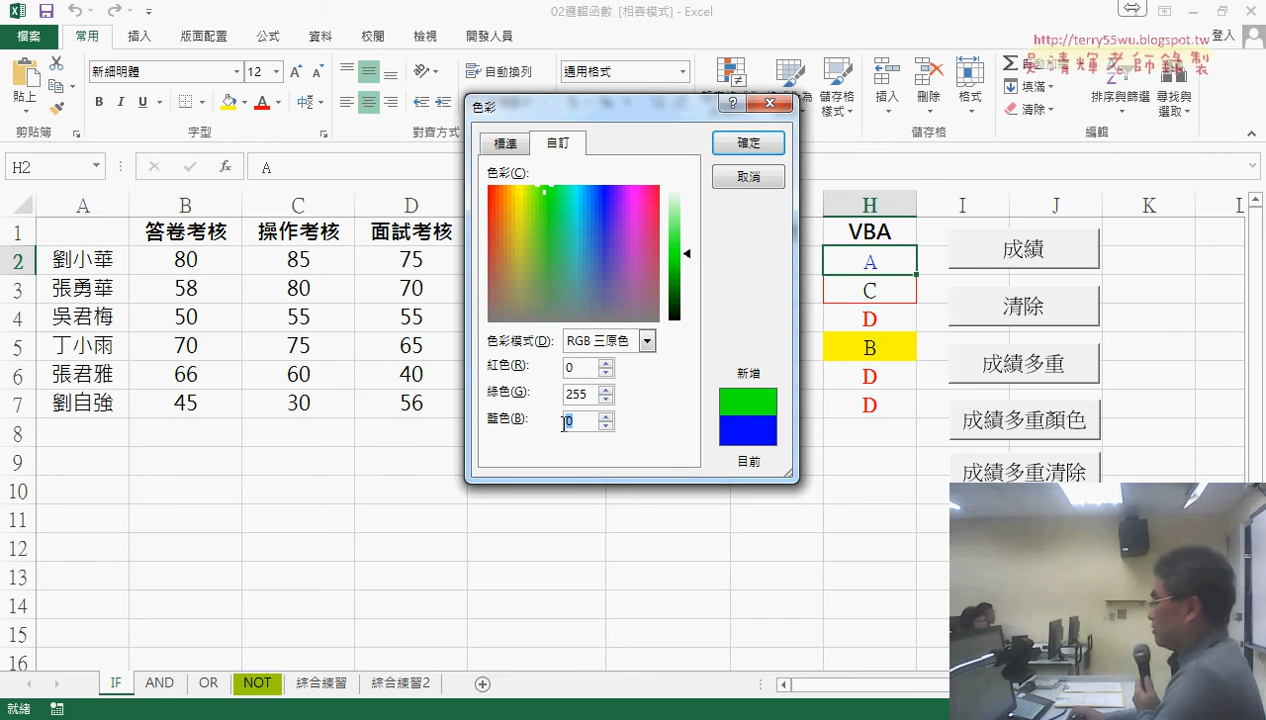 02邏輯函數 [相容模式] - Excel
檔案 常用 插入 版面配置 公式 資料 校閱 檢視 開發人員 登入
http://terry55wu.blogspot.tw
吳清輝老師錄製
貼上 新細明體 12 自動換列 通用格式 插入 刪除 格式 填滿 清除 排序與篩選 尋找與選取
剪貼簿 字型 對齊方式 儲存格 編輯
H2 fx A
A B C D H I J K L
1 答卷考核 操作考核 面試考核 VBA
2 劉小華 80 85 75 A
3 張勇華 58 80 70 C
4 吳君梅 50 55 55 D
5 丁小雨 70 75 65 B
6 張君雅 66 60 40 D
7 劉自強 45 30 56 D
8
9
10
11
12
13
14
15
16
成績
清除
成績多重
成績多重顏色
成績多重清除
色彩
標準 自訂
確定
取消
色彩(C):
色彩模式(D): RGB 三原色
紅色(R): 0
綠色(G): 255
藍色(B): 0
新增
目前
IF AND OR NOT 綜合練習 綜合練習2
就緒